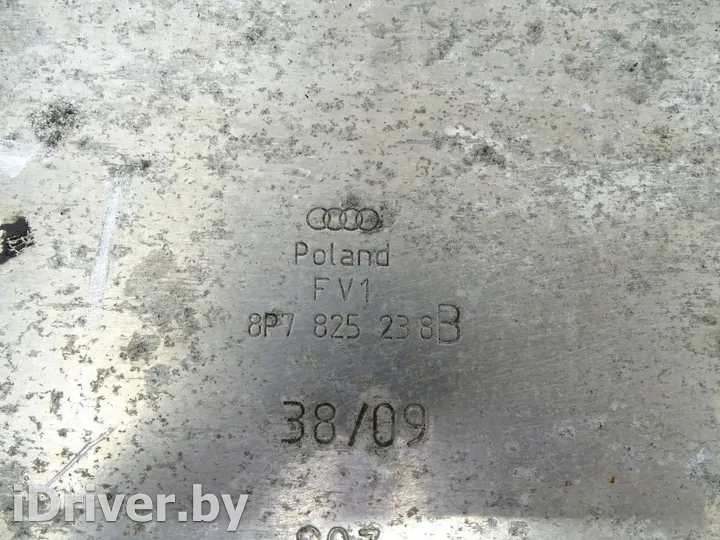 Poland
FV1
8P7 825 238B
38/09
iDriver.by